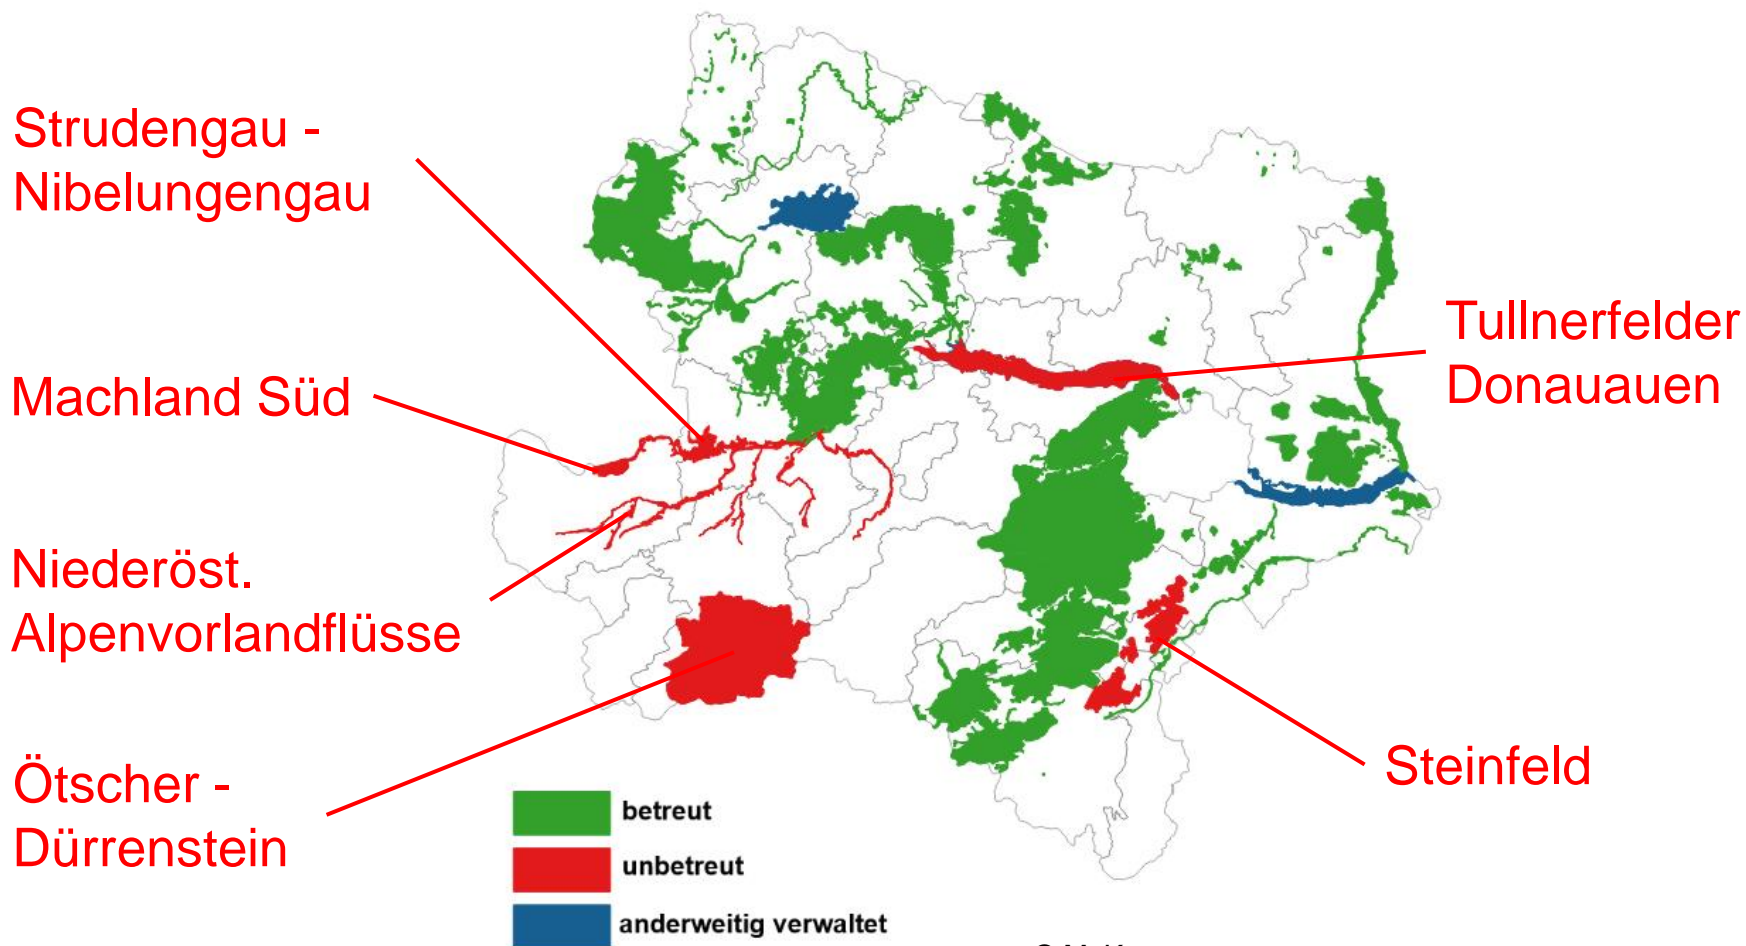 Strudengau -
Nibelungengau
Machland Süd
Niederöst.
Alpenvorlandflüsse
Ötscher -
Dürrenstein
Tullnerfelder
Donauauen
Steinfeld
betreut
unbetreut
anderweitig verwaltet